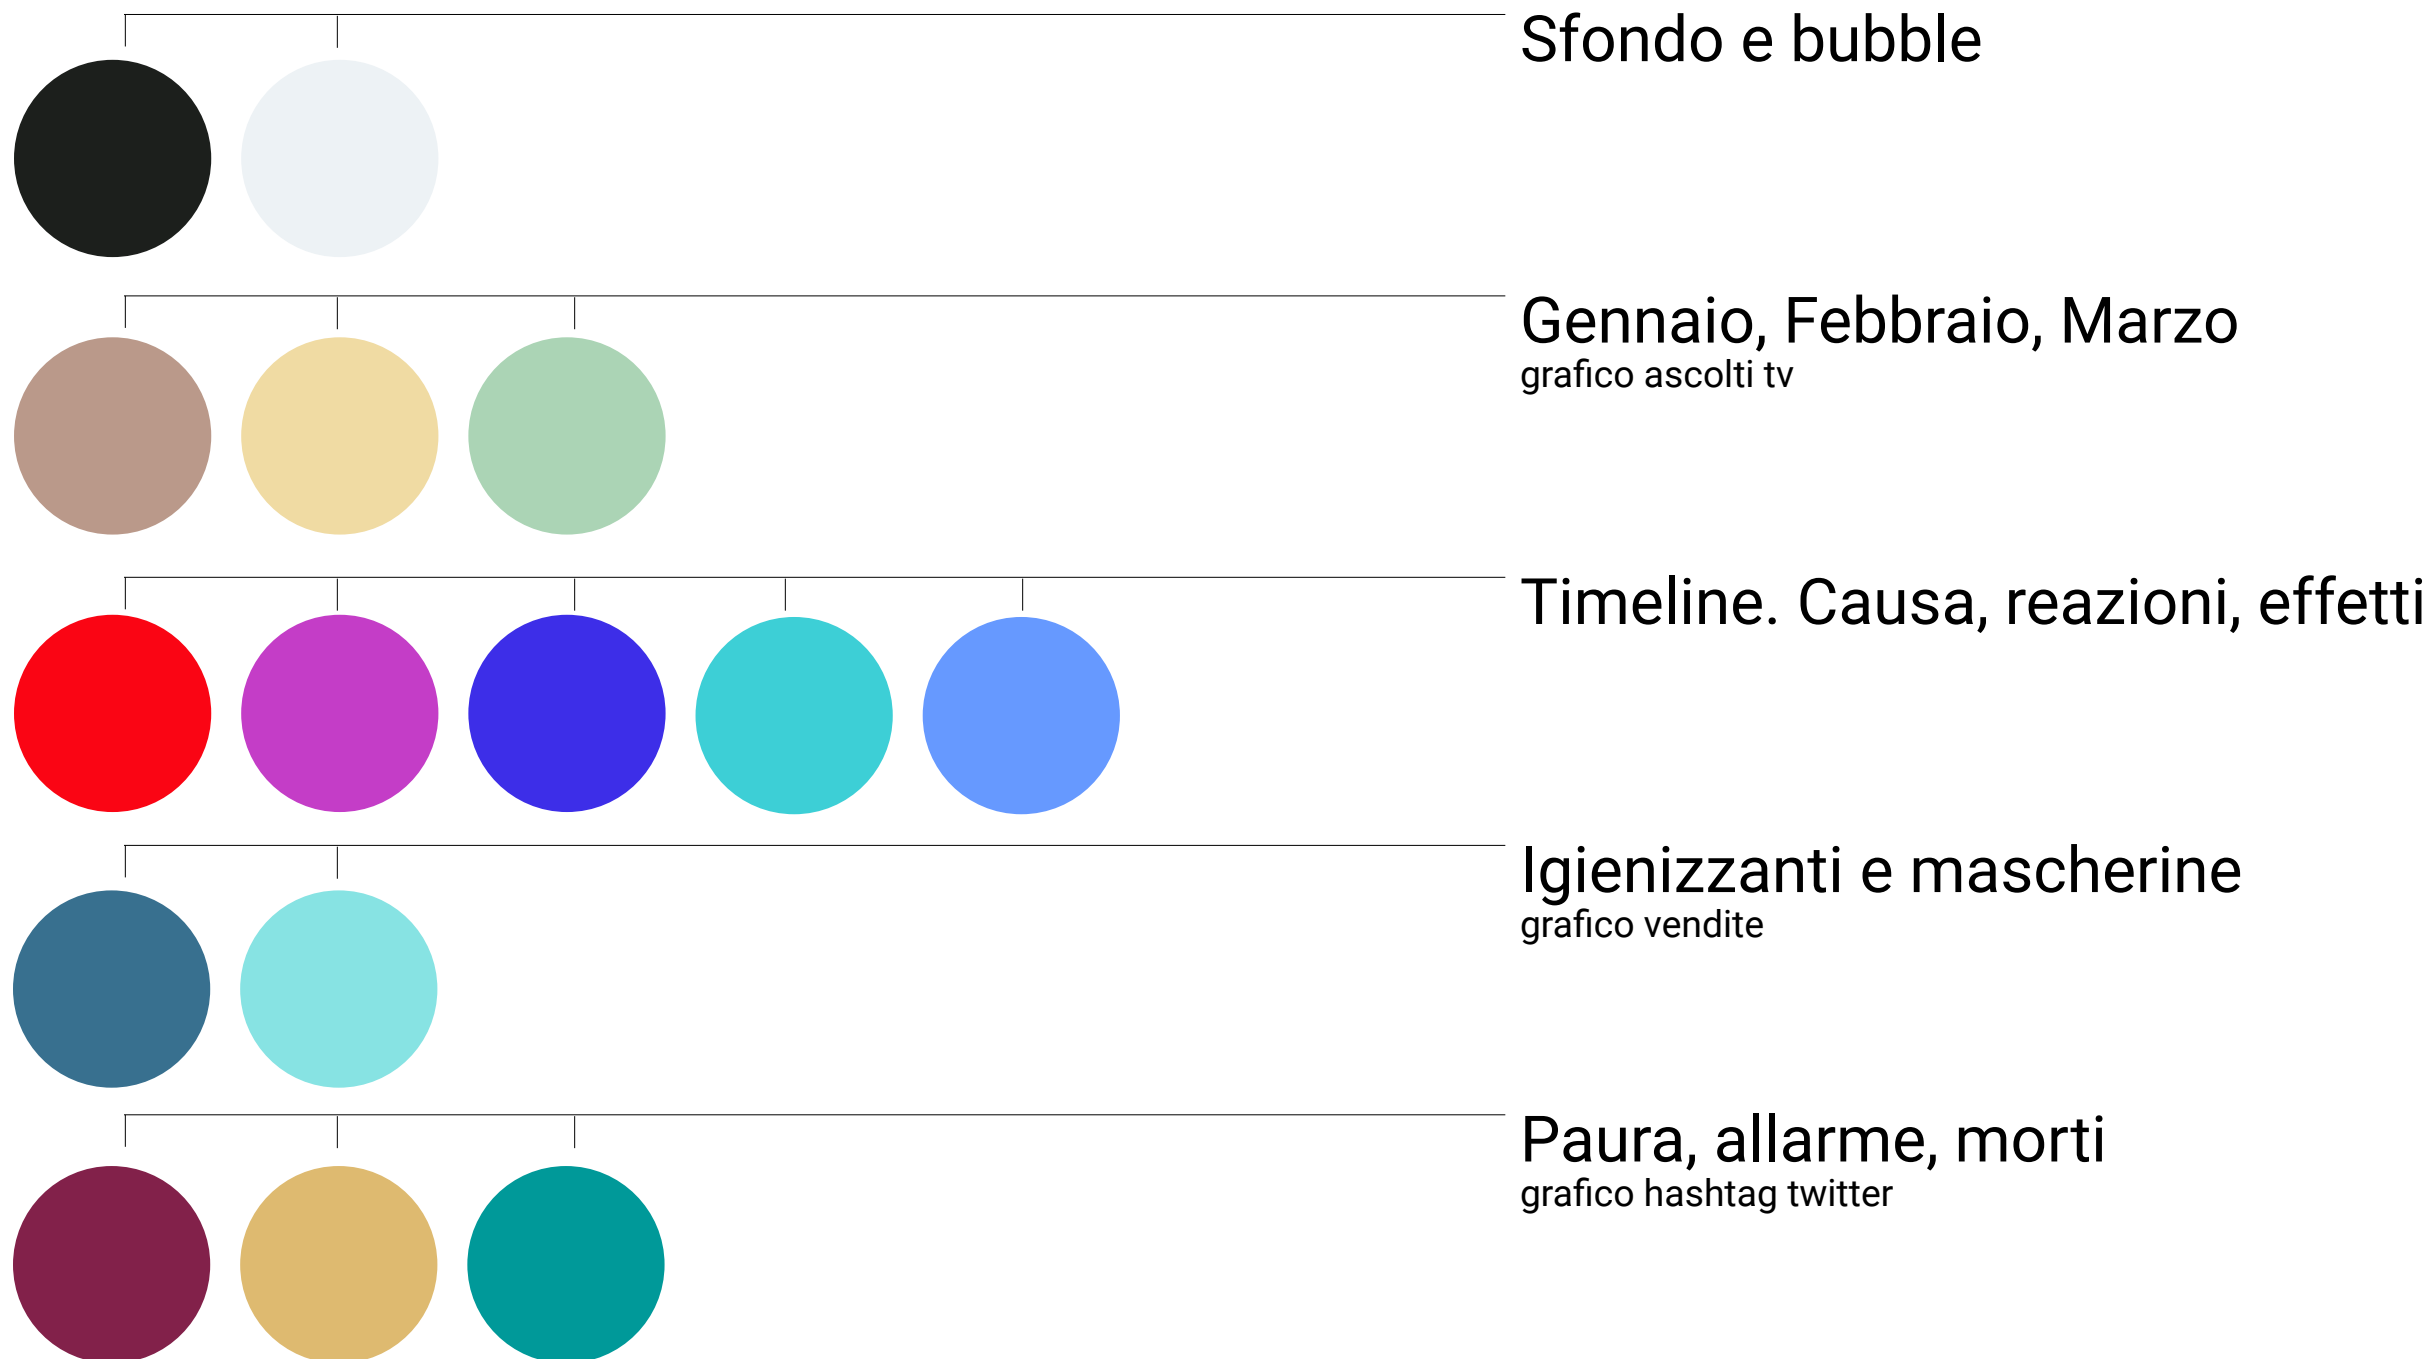 Sfondo e bubble
Gennaio, Febbraio, Marzo
grafico ascolti tv
Timeline. Causa, reazioni, effetti
Igienizzanti e mascherine
grafico vendite
Paura, allarme, morti
grafico hashtag twitter